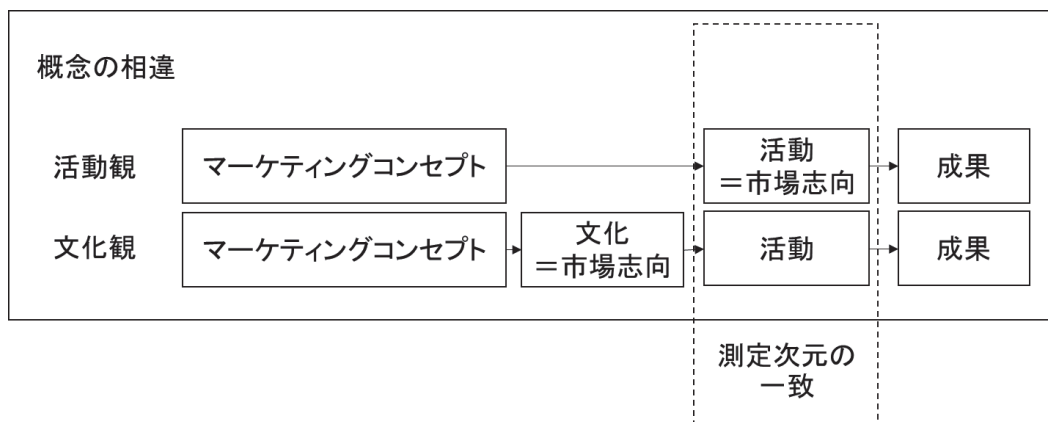 概念の相違
活動観
マーケティングコンセプト
活動
＝市場志向
成果
文化観
マーケティングコンセプト
文化
＝市場志向
活動
成果
測定次元の
一致